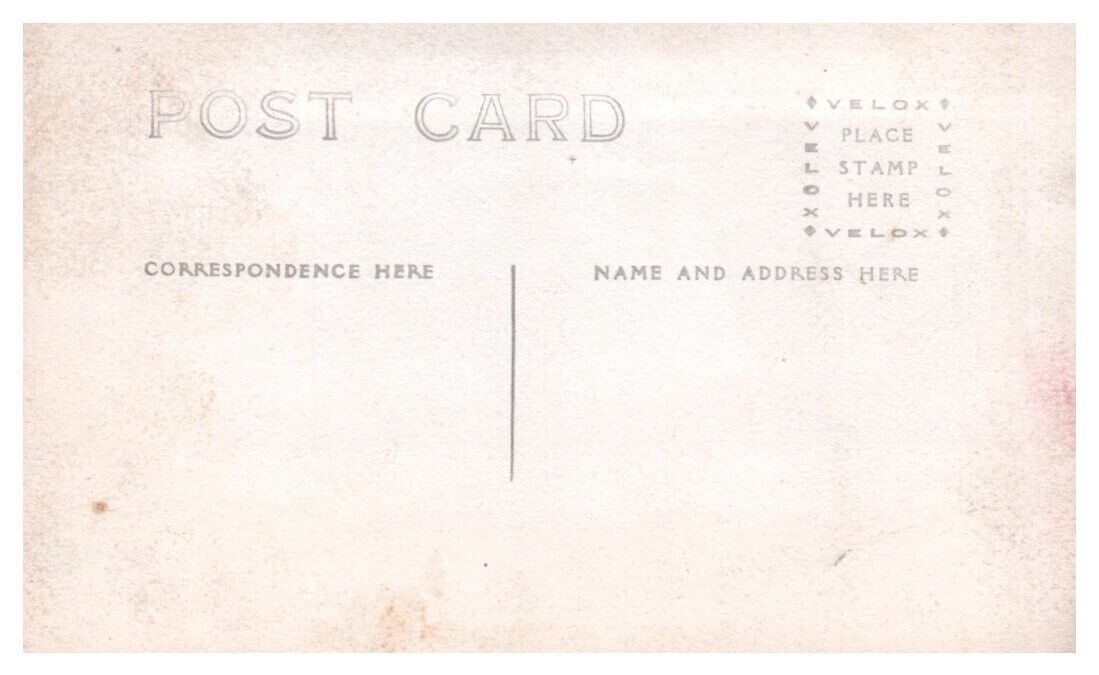 POST CARD
♦VELOX♦
VELOX
PLACE
STAMP
HERE
VELOX
♦VELOX♦
CORRESPONDENCE HERE
NAME AND ADDRESS HERE